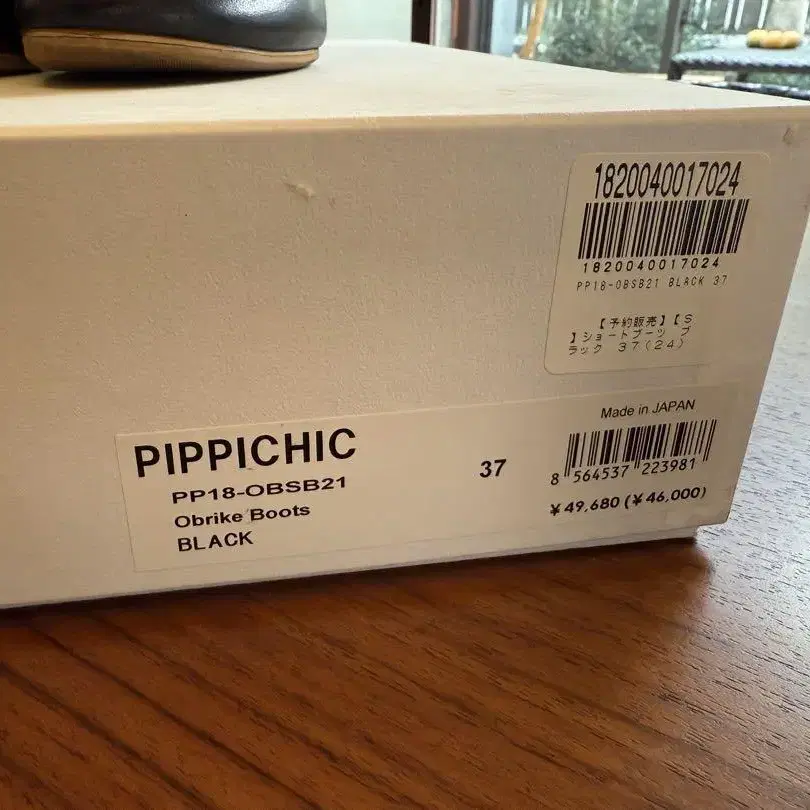 1820040017024
1820040017024
PP18-OBSB21 BLACK 37
【予約販売】【S
】ショートブーツ ブ
ラック 37(24)
Made in JAPAN
PIPPICHIC
PP18-OBSB21
Obrike Boots
BLACK
37
8 564537 223981
¥49,680 (¥46,000)